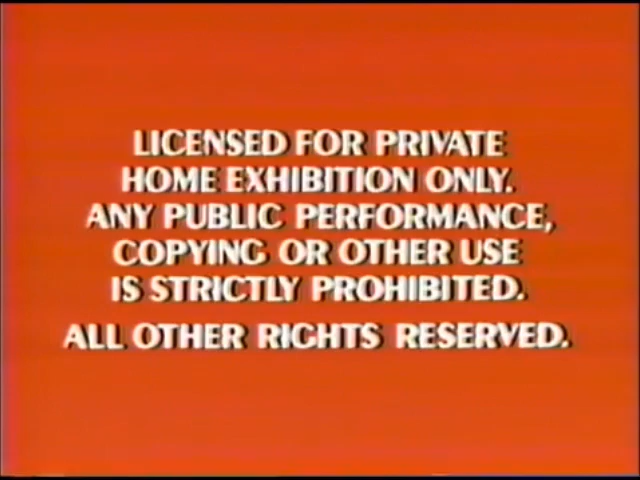 LICENSED FOR PRIVATE
HOME EXHIBITION ONLY.
ANY PUBLIC PERFORMANCE,
COPYING OR OTHER USE
IS STRICTLY PROHIBITED.
ALL OTHER RIGHTS RESERVED.